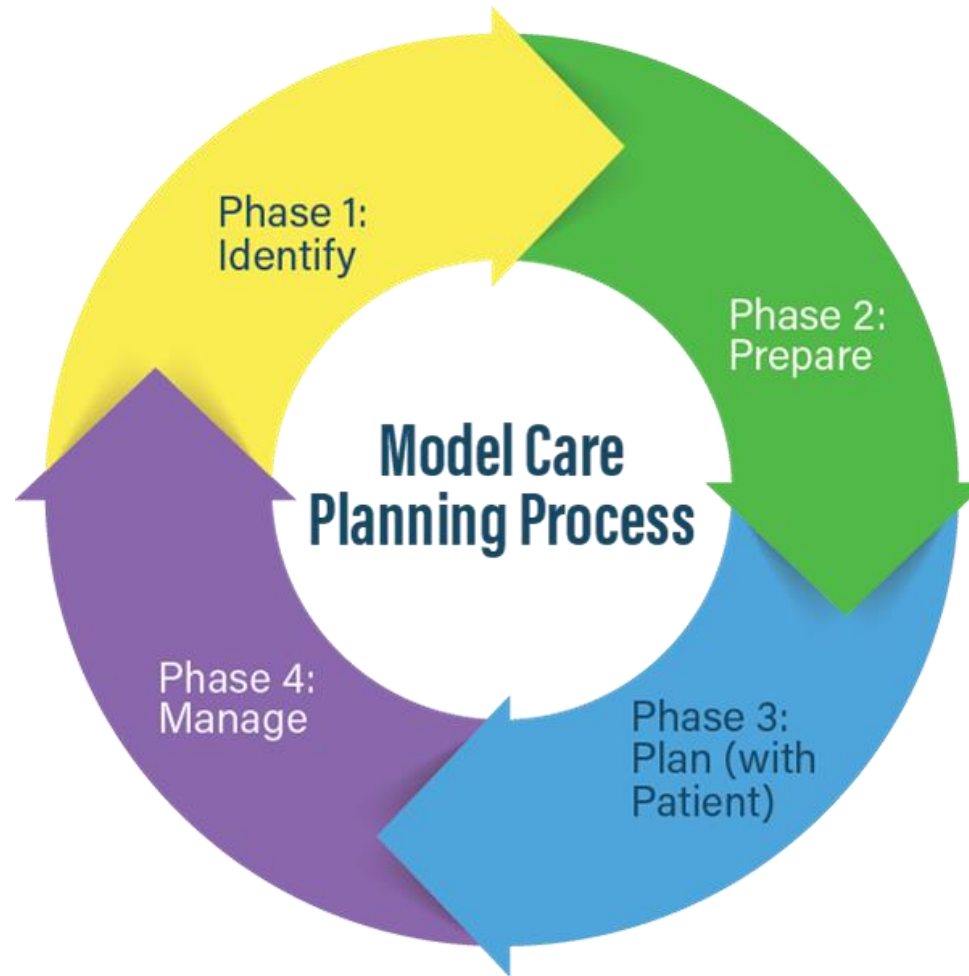 Phase 1:
Identify
Phase 2:
Prepare
Model Care
Planning Process
Phase 3:
Plan (with
Patient)
Phase 4:
Manage